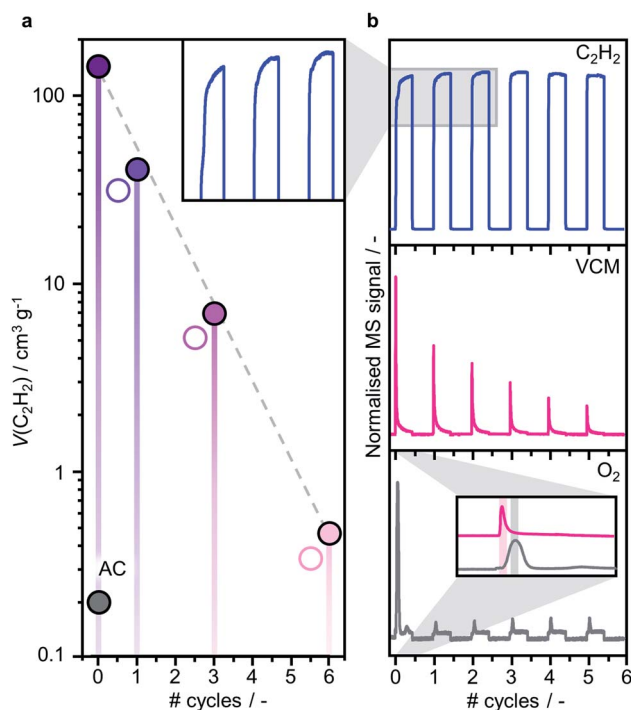 a
100
10
1
0.1
V(C₂H₂) / cm³ g⁻¹
AC
0 1 2 3 4 5 6
# cycles / -
b
C₂H₂
VCM
O₂
Normalised MS signal / -
0 1 2 3 4 5 6
# cycles / -